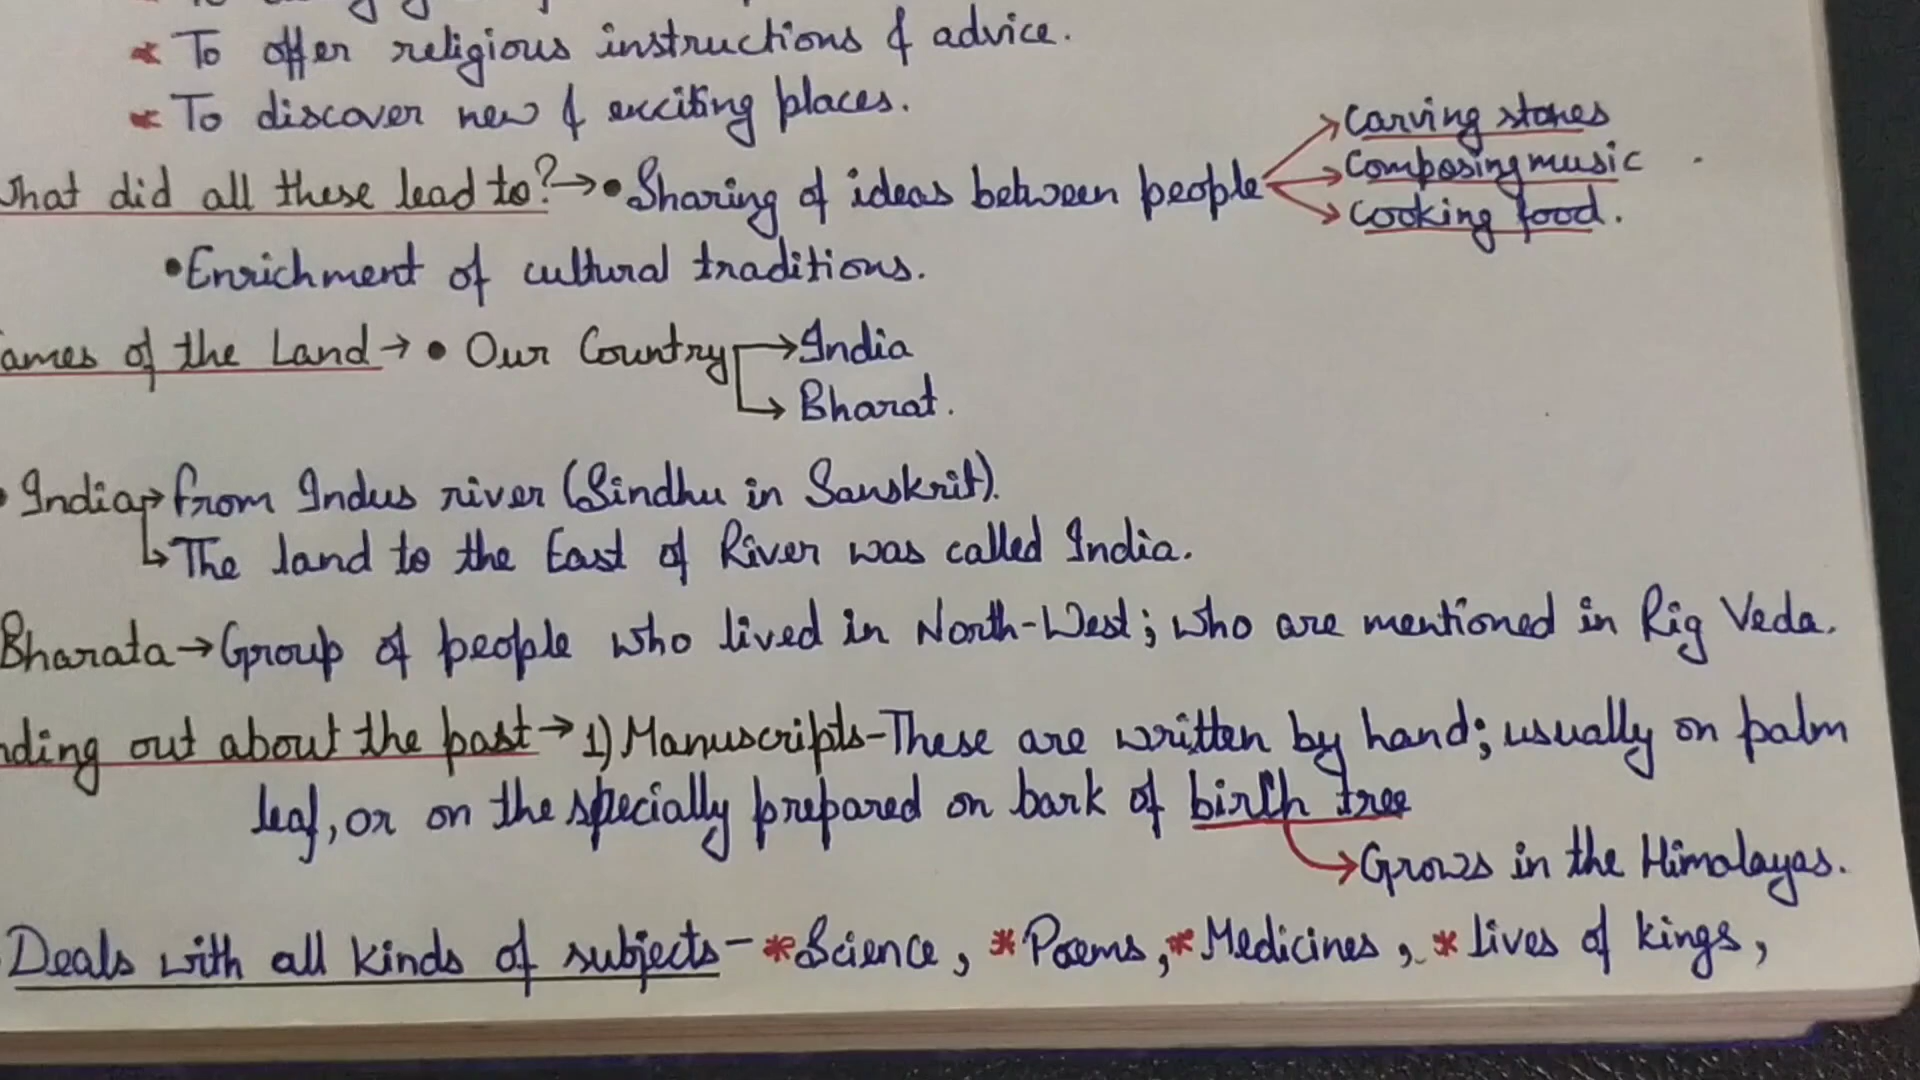 * To offer religious instructions & advice.
* To discover new & exciting places.
What did all these lead to? → • Sharing of ideas between people → Carving stones
→ Composing music
→ Cooking food.
• Enrichment of cultural traditions.
ames of the Land → • Our Country → India
→ Bharat.
• India → from Indus river (Sindhu in Sanskrit).
↳ The land to the East of River was called India.
Bharata → Group of people who lived in North-West; who are mentioned in Rig Veda.
nding out about the past → 1) Manuscripts - These are written by hand; usually on palm
leaf, or on the specially prepared on bark of birth tree
→ Grows in the Himalayas.
Deals with all kinds of subjects - * Science, * Poems, * Medicines, * lives of kings,